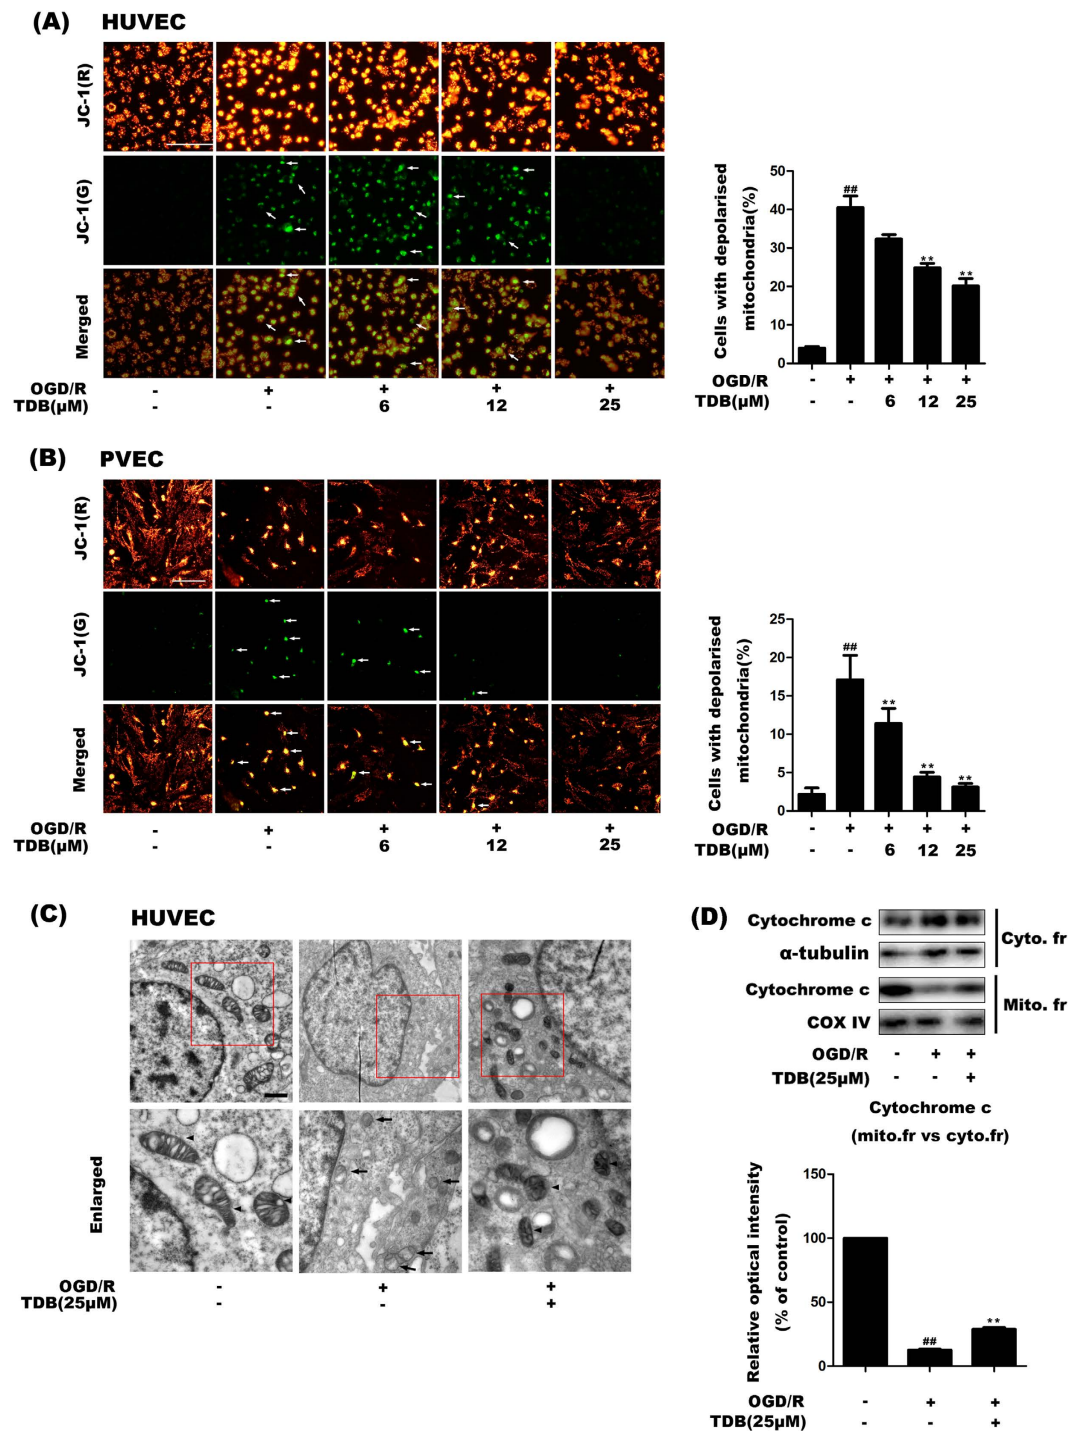 (A) HUVEC
JC-1(R)
JC-1(G)
Merged
OGD/R - + + + +
TDB(μM) - - 6 12 25
Cells with depolarised
mitochondria(%)
50
40
30
20
10
0
##
**
**
OGD/R - + + + +
TDB(μM) - - 6 12 25
(B) PVEC
JC-1(R)
JC-1(G)
Merged
OGD/R - + + + +
TDB(μM) - - 6 12 25
Cells with depolarised
mitochondria(%)
25
20
15
10
5
0
##
**
**
**
OGD/R - + + + +
TDB(μM) - - 6 12 25
(C) HUVEC
Enlarged
OGD/R - + +
TDB(25μM) - - +
(D)
Cytochrome c
α-tubulin
Cyto. fr
Cytochrome c
COX IV
Mito. fr
OGD/R - + +
TDB(25μM) - - +
Cytochrome c
(mito.fr vs cyto.fr)
Relative optical intensity
(% of control)
150
100
50
0
##
**
OGD/R - + +
TDB(25μM) - - +